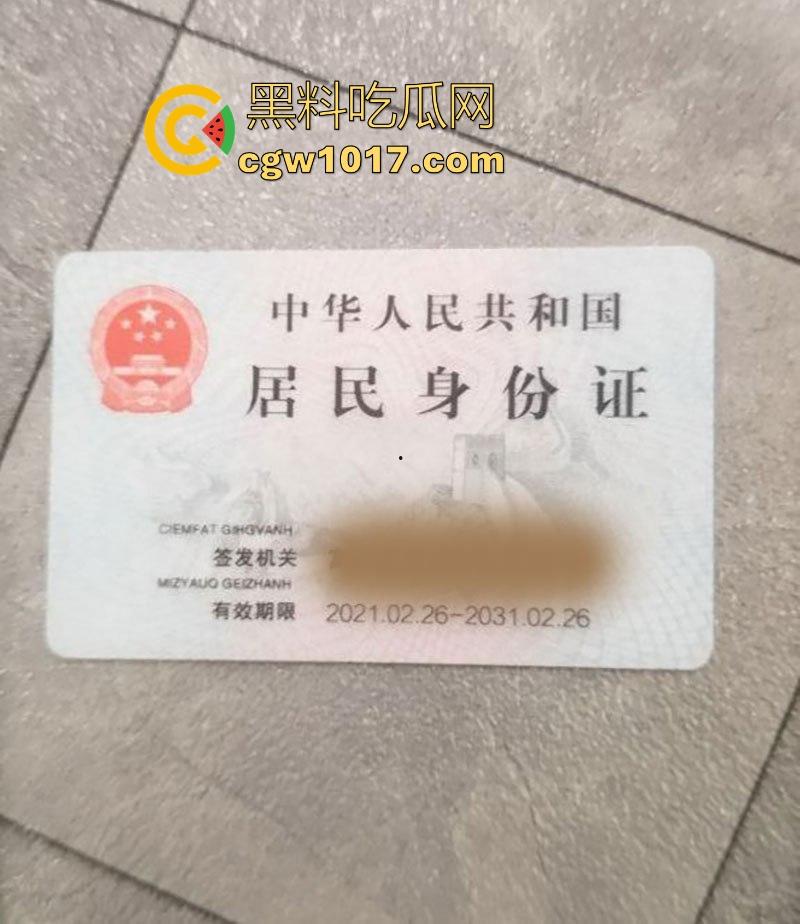 黑料吃瓜网
cgw1017.com
中华人民共和国
居民身份证
CIEMFAT GIHGVANH
签发机关
MIZYAUQ GEIZHANH
有效期限 2021.02.26-2031.02.26